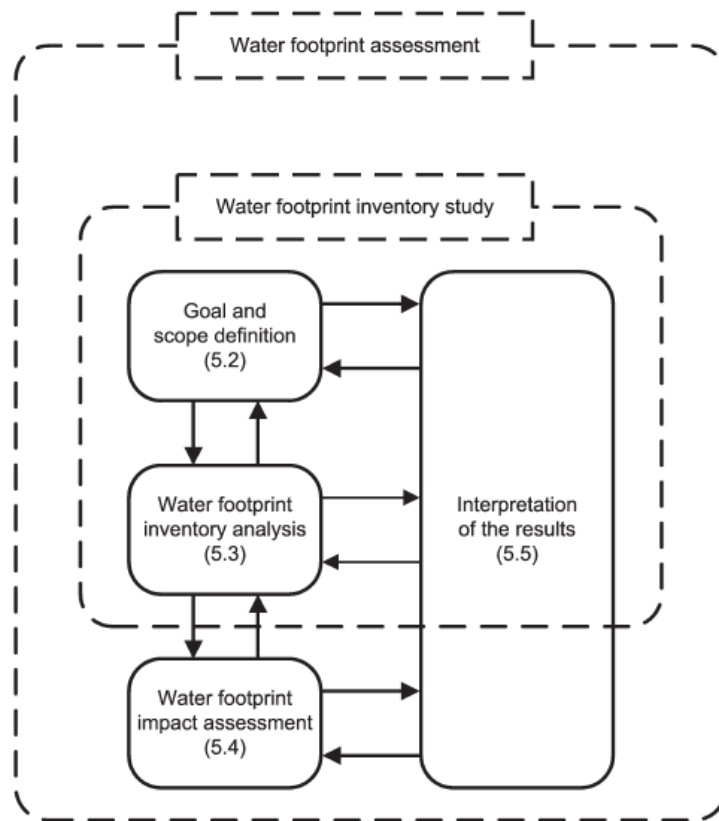 Water footprint assessment
Water footprint inventory study
Goal and
scope definition
(5.2)
Water footprint
inventory analysis
(5.3)
Interpretation
of the results
(5.5)
Water footprint
impact assessment
(5.4)